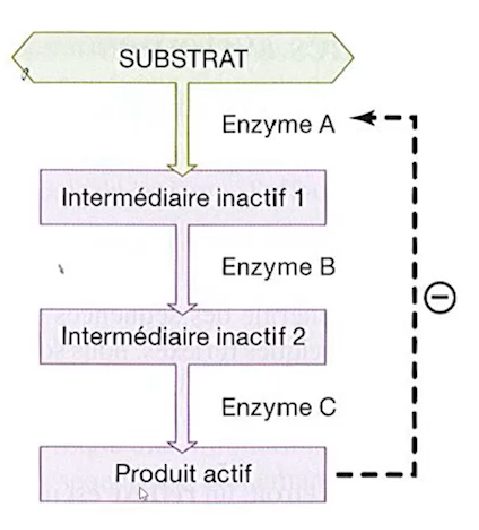 SUBSTRAT
Enzyme A
Intermédiaire inactif 1
Enzyme B
Intermédiaire inactif 2
Enzyme C
Produit actif